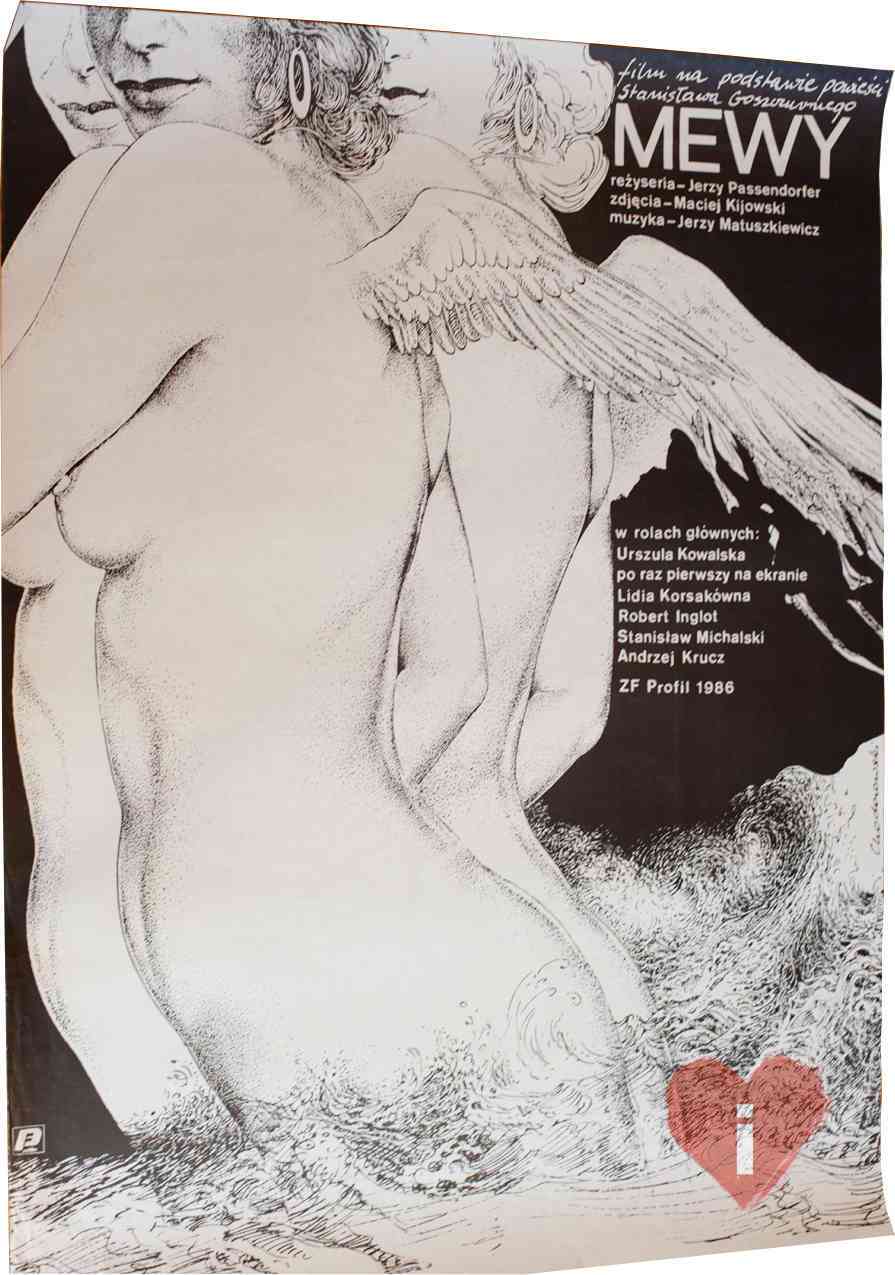 film na podstawie powieści
Stanisława Goszczurnego
MEWY
reżyseria – Jerzy Passendorfer
zdjęcia – Maciej Kijowski
muzyka – Jerzy Matuszkiewicz
w rolach głównych:
Urszula Kowalska
po raz pierwszy na ekranie
Lidia Korsakówna
Robert Inglot
Stanisław Michalski
Andrzej Krucz
ZF Profil 1986
i